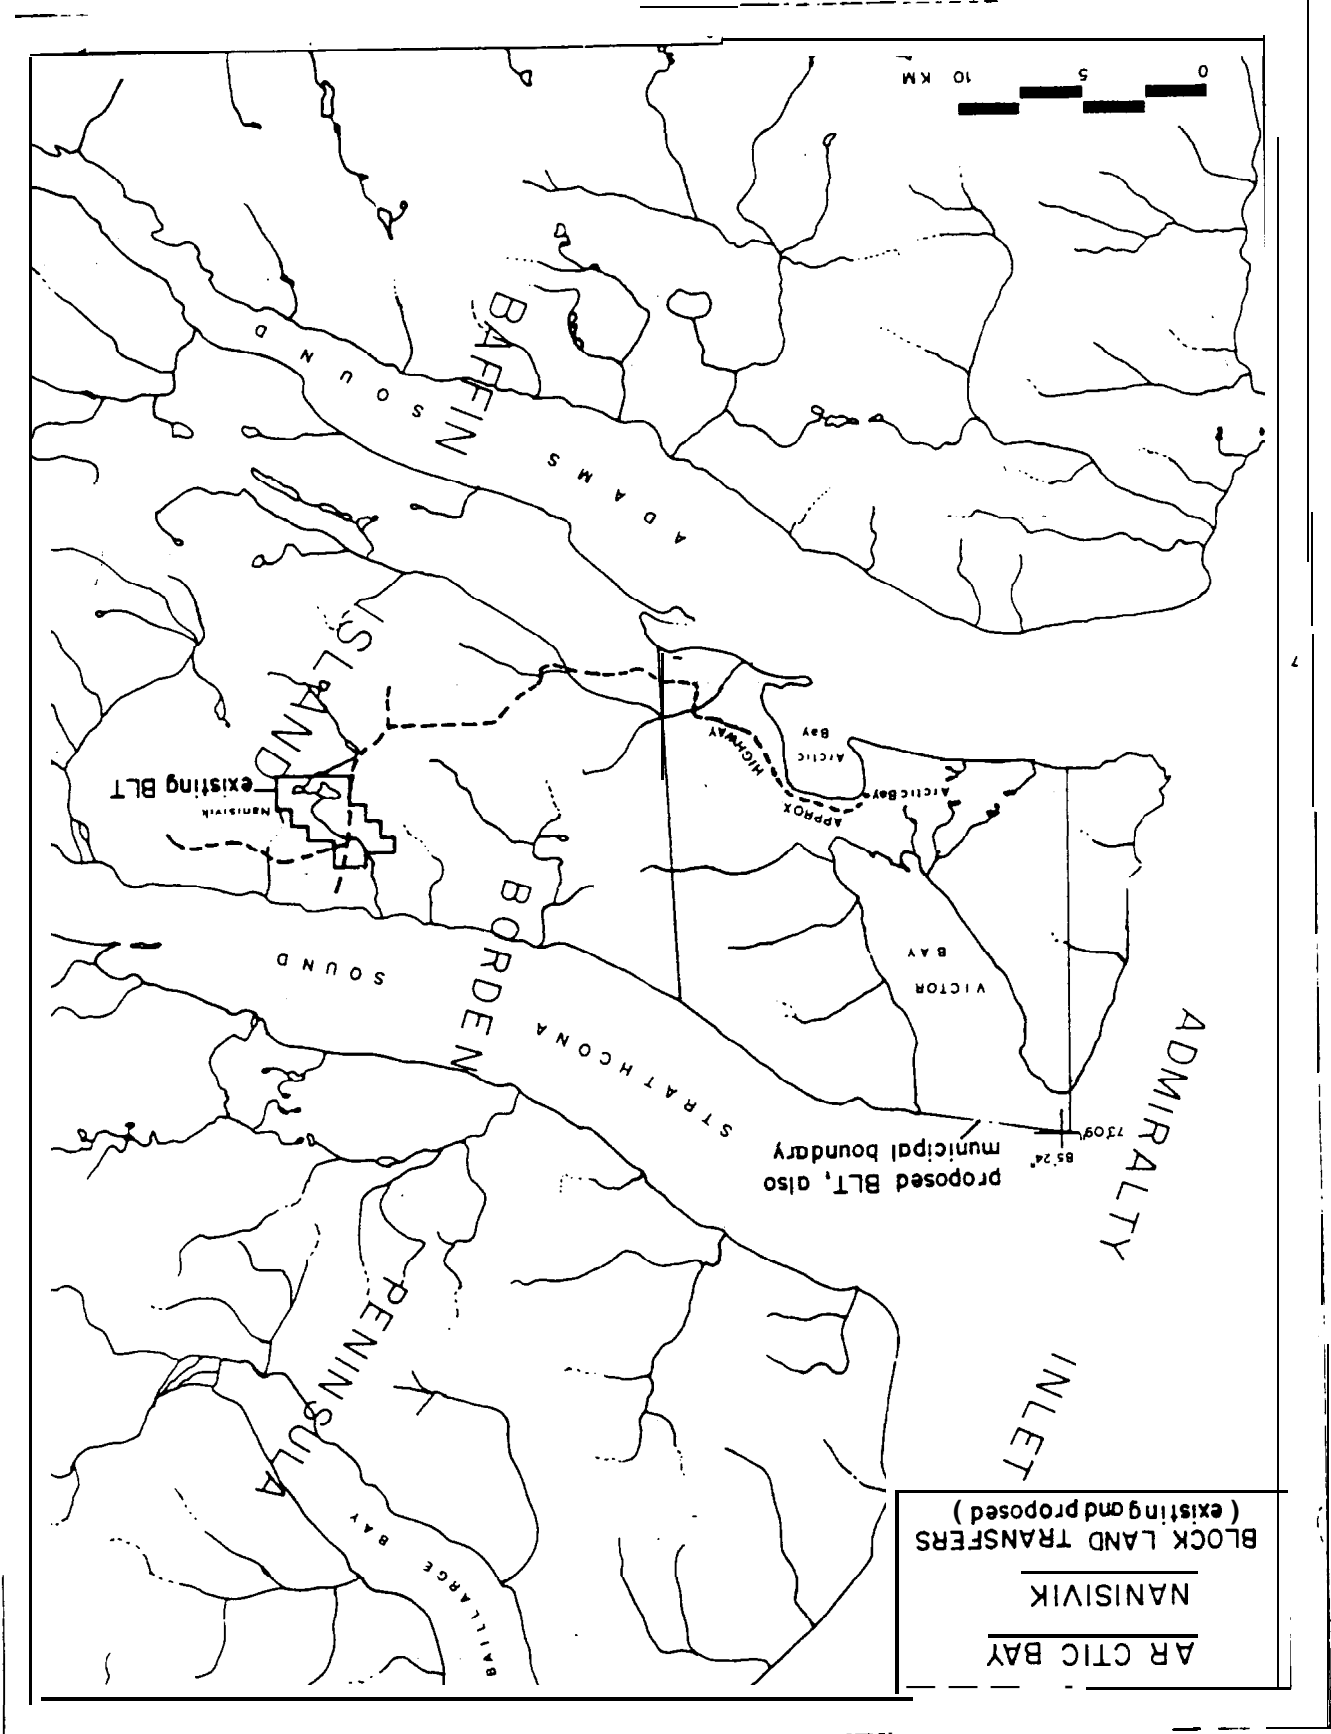 AR CTIC BAY
NANISIVIK
BLOCK LAND TRANSFERS
( existing and proposed )
BAILLARGE BAY
INLET
PENINSULA
ADMIRALTY
proposed BLT, also
municipal boundary
85°24"
73°09'
STRATHCONA SOUND
BORDEN
VICTOR
BAY
Nanisivik
existing BLT
APPROX
HIGHWAY
Arctic Bay
Arctic
Bay
ISLAND
7
ADAMS SOUND
BAFFIN
0 5 10 KM